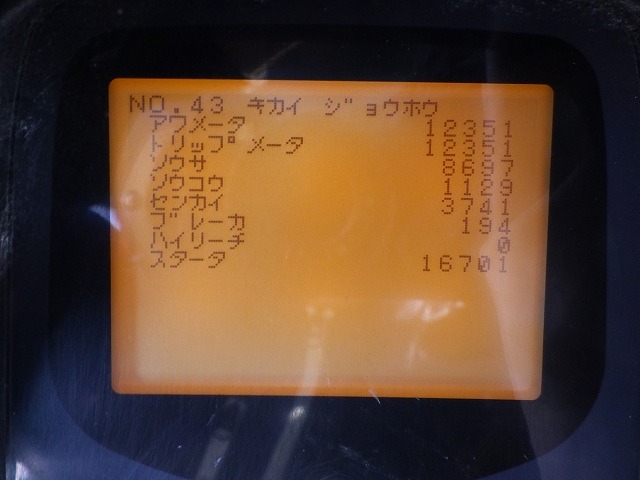 NO.43 キカイ ジョウホウ
アワメータ 12351
トリップメータ 12351
ソウサ 8697
ソウコウ 1129
センカイ 3741
ブレーカ 194
ハイリーチ 0
スタータ 16701